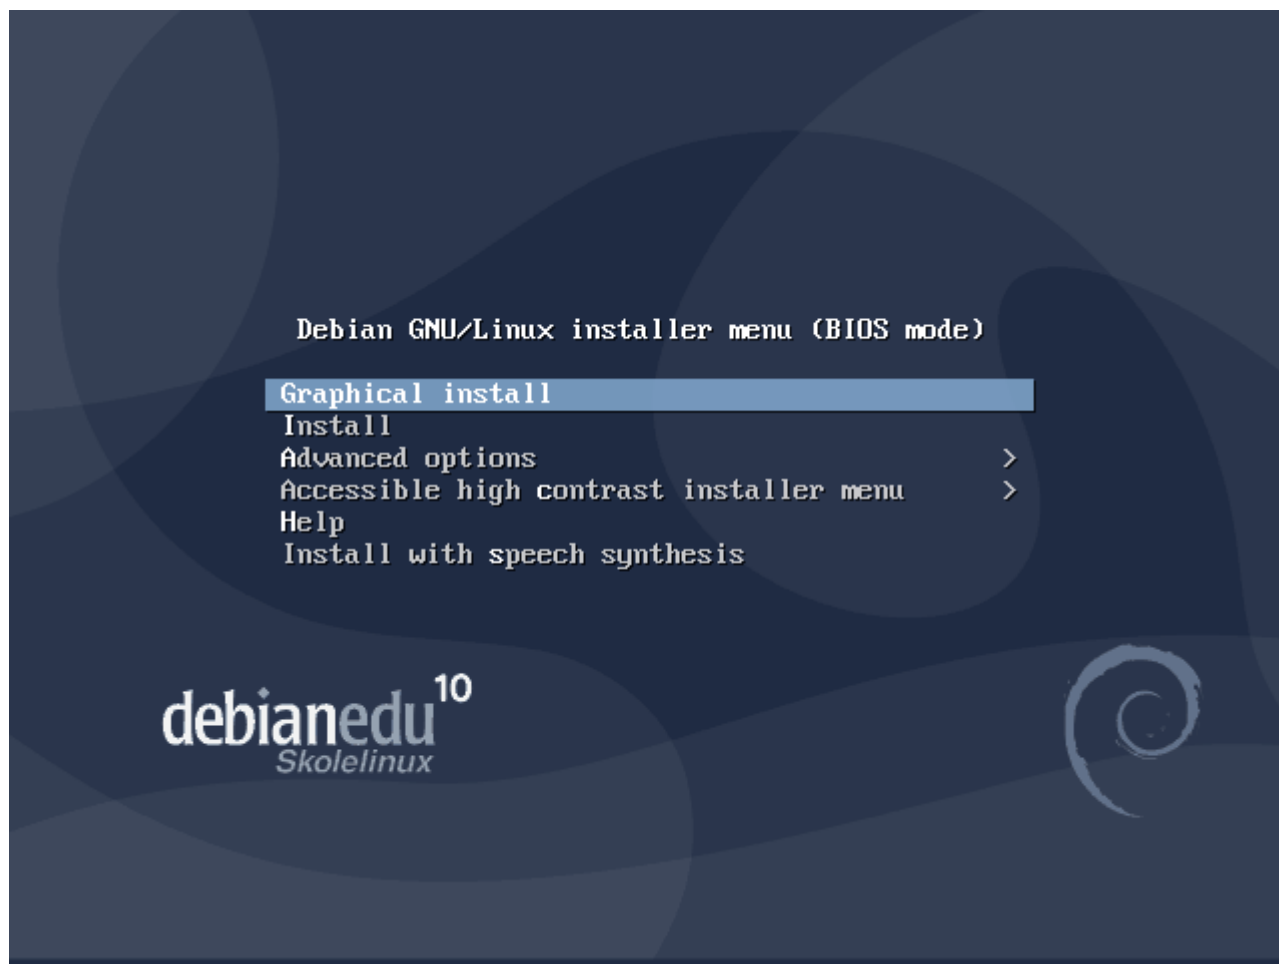 Debian GNU/Linux installer menu (BIOS mode)
Graphical install
Install
Advanced options >
Accessible high contrast installer menu >
Help
Install with speech synthesis
debianedu 10
Skolelinux